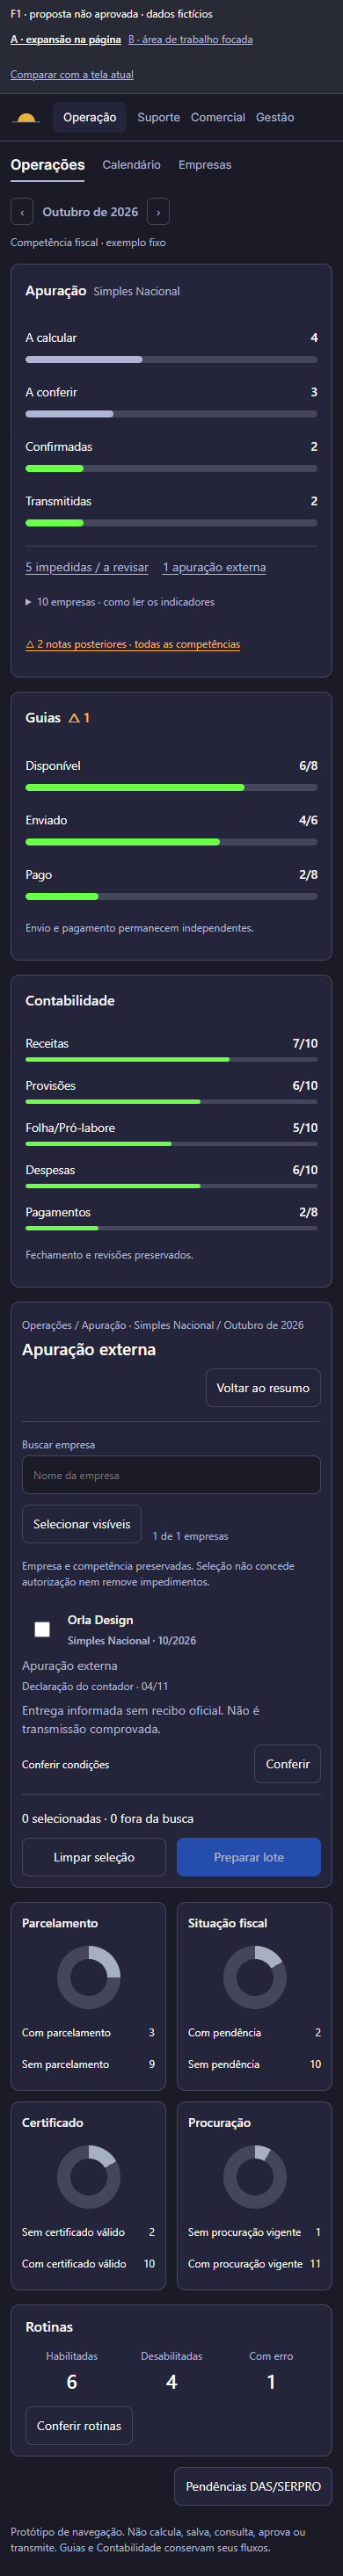 F1 · proposta não aprovada · dados fictícios
A · expansão na página B · área de trabalho focada
Comparar com a tela atual
Operação Suporte Comercial Gestão
Operações Calendário Empresas
‹ Outubro de 2026 ›
Competência fiscal · exemplo fixo
Apuração Simples Nacional
A calcular 4
A conferir 3
Confirmadas 2
Transmitidas 2
5 impedidas / a revisar 1 apuração externa
▶ 10 empresas · como ler os indicadores
△ 2 notas posteriores · todas as competências
Guias △ 1
Disponível 6/8
Enviado 4/6
Pago 2/8
Envio e pagamento permanecem independentes.
Contabilidade
Receitas 7/10
Provisões 6/10
Folha/Pró-labore 5/10
Despesas 6/10
Pagamentos 2/8
Fechamento e revisões preservados.
Operações / Apuração · Simples Nacional / Outubro de 2026
Apuração externa
Voltar ao resumo
Buscar empresa
Nome da empresa
Selecionar visíveis 1 de 1 empresas
Empresa e competência preservadas. Seleção não concede
autorização nem remove impedimentos.
Orla Design
Simples Nacional · 10/2026
Apuração externa
Declaração do contador · 04/11
Entrega informada sem recibo oficial. Não é
transmissão comprovada.
Conferir condições Conferir
0 selecionadas · 0 fora da busca
Limpar seleção Preparar lote
Parcelamento Situação fiscal
Com parcelamento 3 Com pendência 2
Sem parcelamento 9 Sem pendência 10
Certificado Procuração
Sem certificado válido 2 Sem procuração vigente 1
Com certificado válido 10 Com procuração vigente 11
Rotinas
Habilitadas Desabilitadas Com erro
6 4 1
Conferir rotinas
Pendências DAS/SERPRO
Protótipo de navegação. Não calcula, salva, consulta, aprova ou
transmite. Guias e Contabilidade conservam seus fluxos.